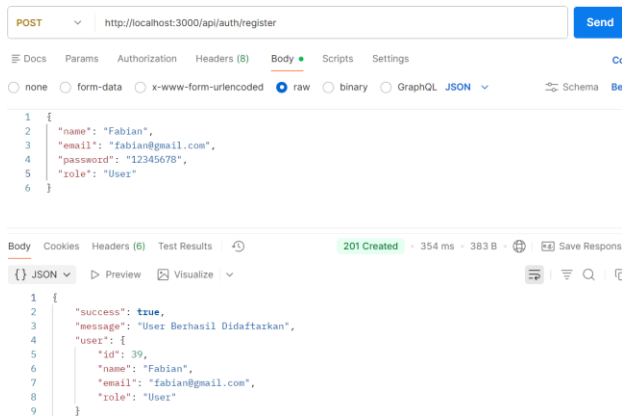 POST http://localhost:3000/api/auth/register Send
Docs Params Authorization Headers (8) Body Scripts Settings Co
none form-data x-www-form-urlencoded raw binary GraphQL JSON Schema Be
1 {
2 "name": "Fabian",
3 "email": "fabian@gmail.com",
4 "password": "12345678",
5 "role": "User"
6 }
Body Cookies Headers (6) Test Results 201 Created • 354 ms • 383 B • Save Respons
{} JSON Preview Visualize
1 {
2 "success": true,
3 "message": "User Berhasil Didaftarkan",
4 "user": {
5 "id": 39,
6 "name": "Fabian",
7 "email": "fabian@gmail.com",
8 "role": "User"
9 }